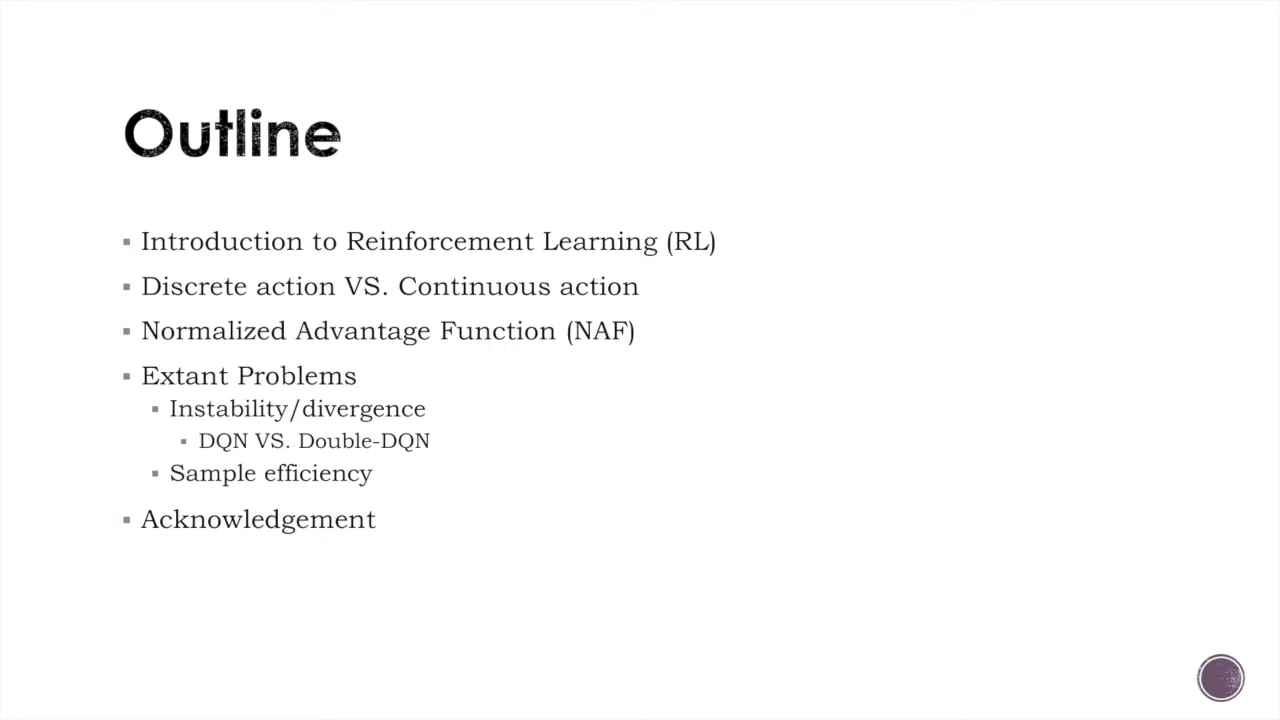 Outline
Introduction to Reinforcement Learning (RL)
Discrete action VS. Continuous action
Normalized Advantage Function (NAF)
Extant Problems
Instability/divergence
DQN VS. Double-DQN
Sample efficiency
Acknowledgement